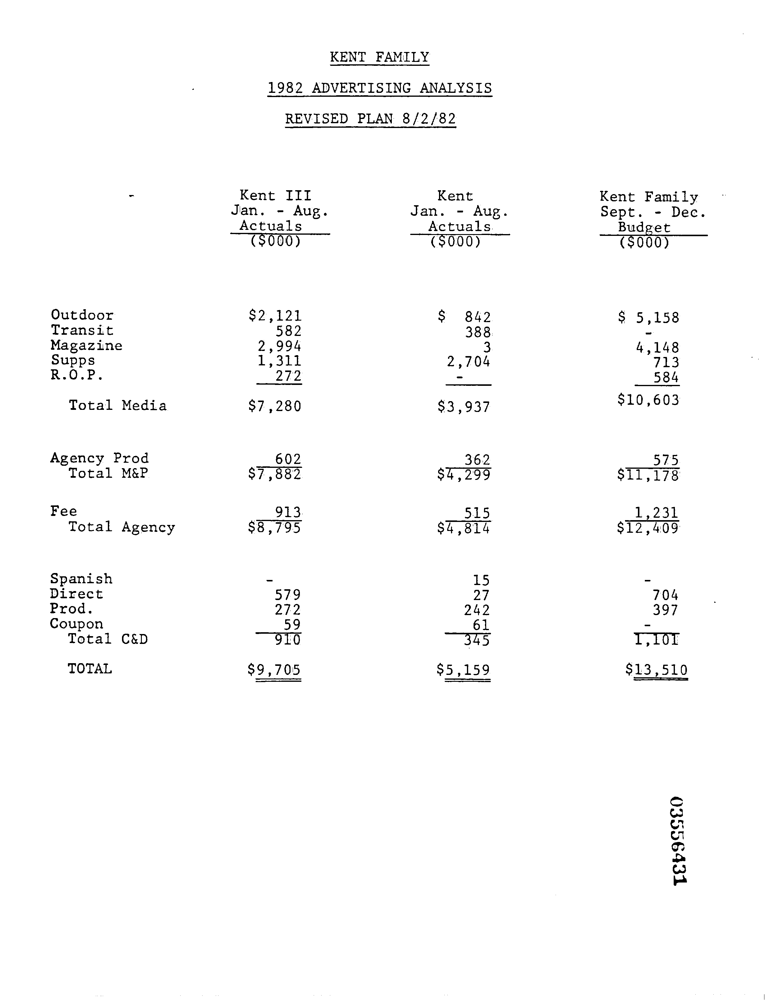 KENT FAMILY
1982 ADVERTISING ANALYSIS
REVISED PLAN 8/2/82
Kent III Kent Kent Family
Jan. - Aug. Jan. - Aug. Sept. - Dec.
Actuals Actuals Budget
($000) ($000) ($000)
Outdoor $2,121 $ 842 $ 5,158
Transit 582 388 -
Magazine 2,994 3 4,148
Supps 1,311 2,704 713
R.O.P. 272 - 584
Total Media $7,280 $3,937 $10,603
Agency Prod 602 362 575
Total M&P $7,882 $4,299 $11,178
Fee 913 515 1,231
Total Agency $8,795 $4,814 $12,409
Spanish - 15 -
Direct 579 27 704
Prod. 272 242 397
Coupon 59 61 -
Total C&D 910 345 1,101
TOTAL $9,705 $5,159 $13,510
03556431